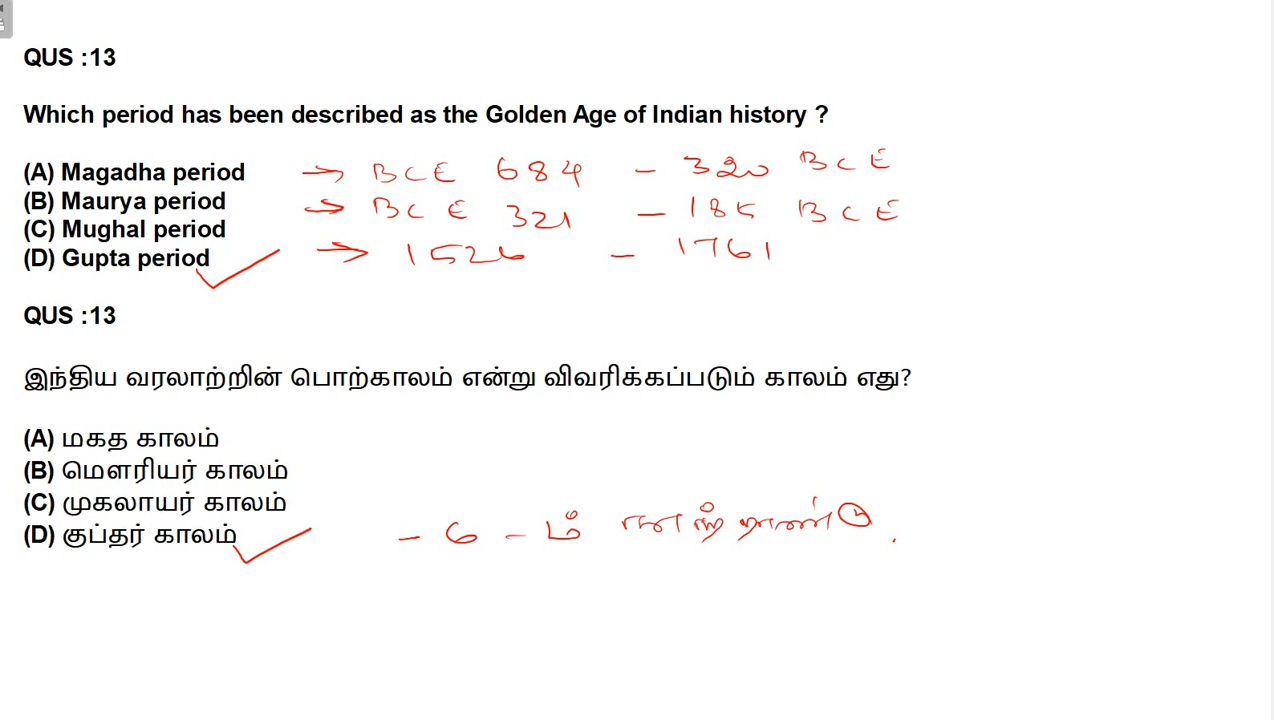 QUS :13
Which period has been described as the Golden Age of Indian history ?
(A) Magadha period → BCE 684 - 320 BCE
(B) Maurya period → BCE 321 - 185 BCE
(C) Mughal period → 1526 - 1761
(D) Gupta period
QUS :13
இந்திய வரலாற்றின் பொற்காலம் என்று விவரிக்கப்படும் காலம் எது?
(A) மகத காலம்
(B) மௌரியர் காலம்
(C) முகலாயர் காலம்
(D) குப்தர் காலம் - 6 - ம்